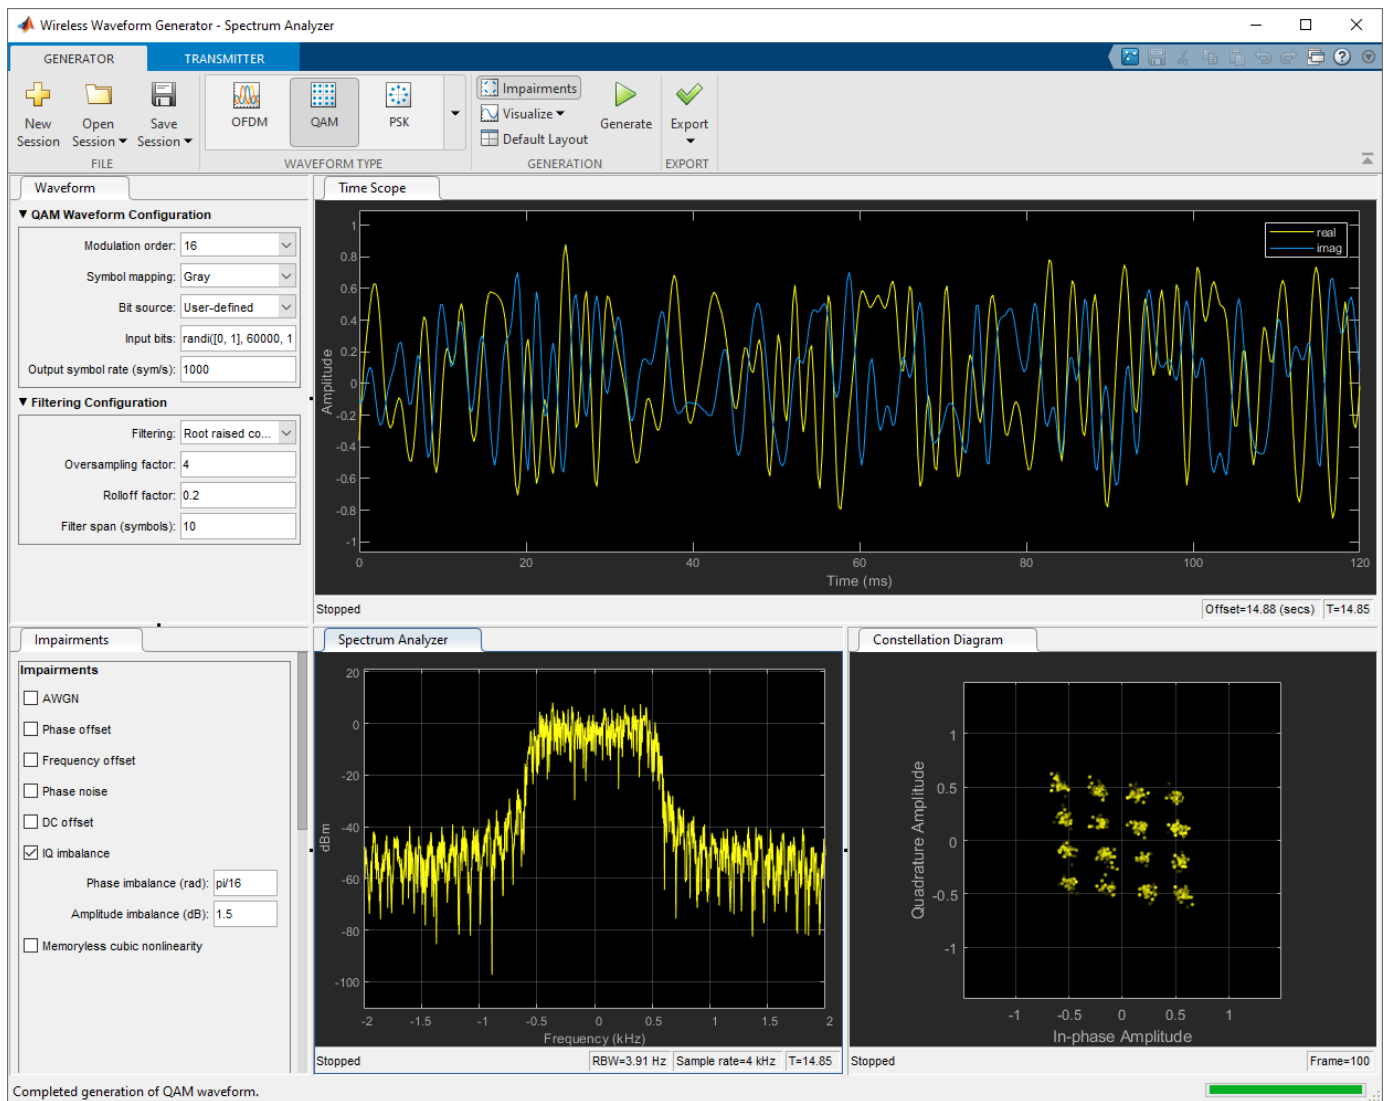 Wireless Waveform Generator - Spectrum Analyzer
GENERATOR TRANSMITTER
New Session
Open Session
Save Session
FILE
OFDM QAM PSK
WAVEFORM TYPE
Impairments
Visualize
Default Layout
Generate
GENERATION
Export
EXPORT
Waveform
QAM Waveform Configuration
Modulation order: 16
Symbol mapping: Gray
Bit source: User-defined
Input bits: randi([0, 1], 60000, 1
Output symbol rate (sym/s): 1000
Filtering Configuration
Filtering: Root raised co...
Oversampling factor: 4
Rolloff factor: 0.2
Filter span (symbols): 10
Time Scope
real
imag
1
0.8
0.6
0.4
0.2
0
-0.2
-0.4
-0.6
-0.8
-1
Amplitude
0 20 40 60 80 100 120
Time (ms)
Stopped Offset=14.88 (secs) T=14.85
Impairments
Impairments
AWGN
Phase offset
Frequency offset
Phase noise
DC offset
IQ imbalance
Phase imbalance (rad): pi/16
Amplitude imbalance (dB): 1.5
Memoryless cubic nonlinearity
Spectrum Analyzer
20
0
-20
-40
-60
-80
-100
dBm
-2 -1.5 -1 -0.5 0 0.5 1 1.5 2
Frequency (kHz)
Stopped RBW=3.91 Hz Sample rate=4 kHz T=14.85
Constellation Diagram
1
0.5
0
-0.5
-1
Quadrature Amplitude
-1 -0.5 0 0.5 1
In-phase Amplitude
Stopped Frame=100
Completed generation of QAM waveform.